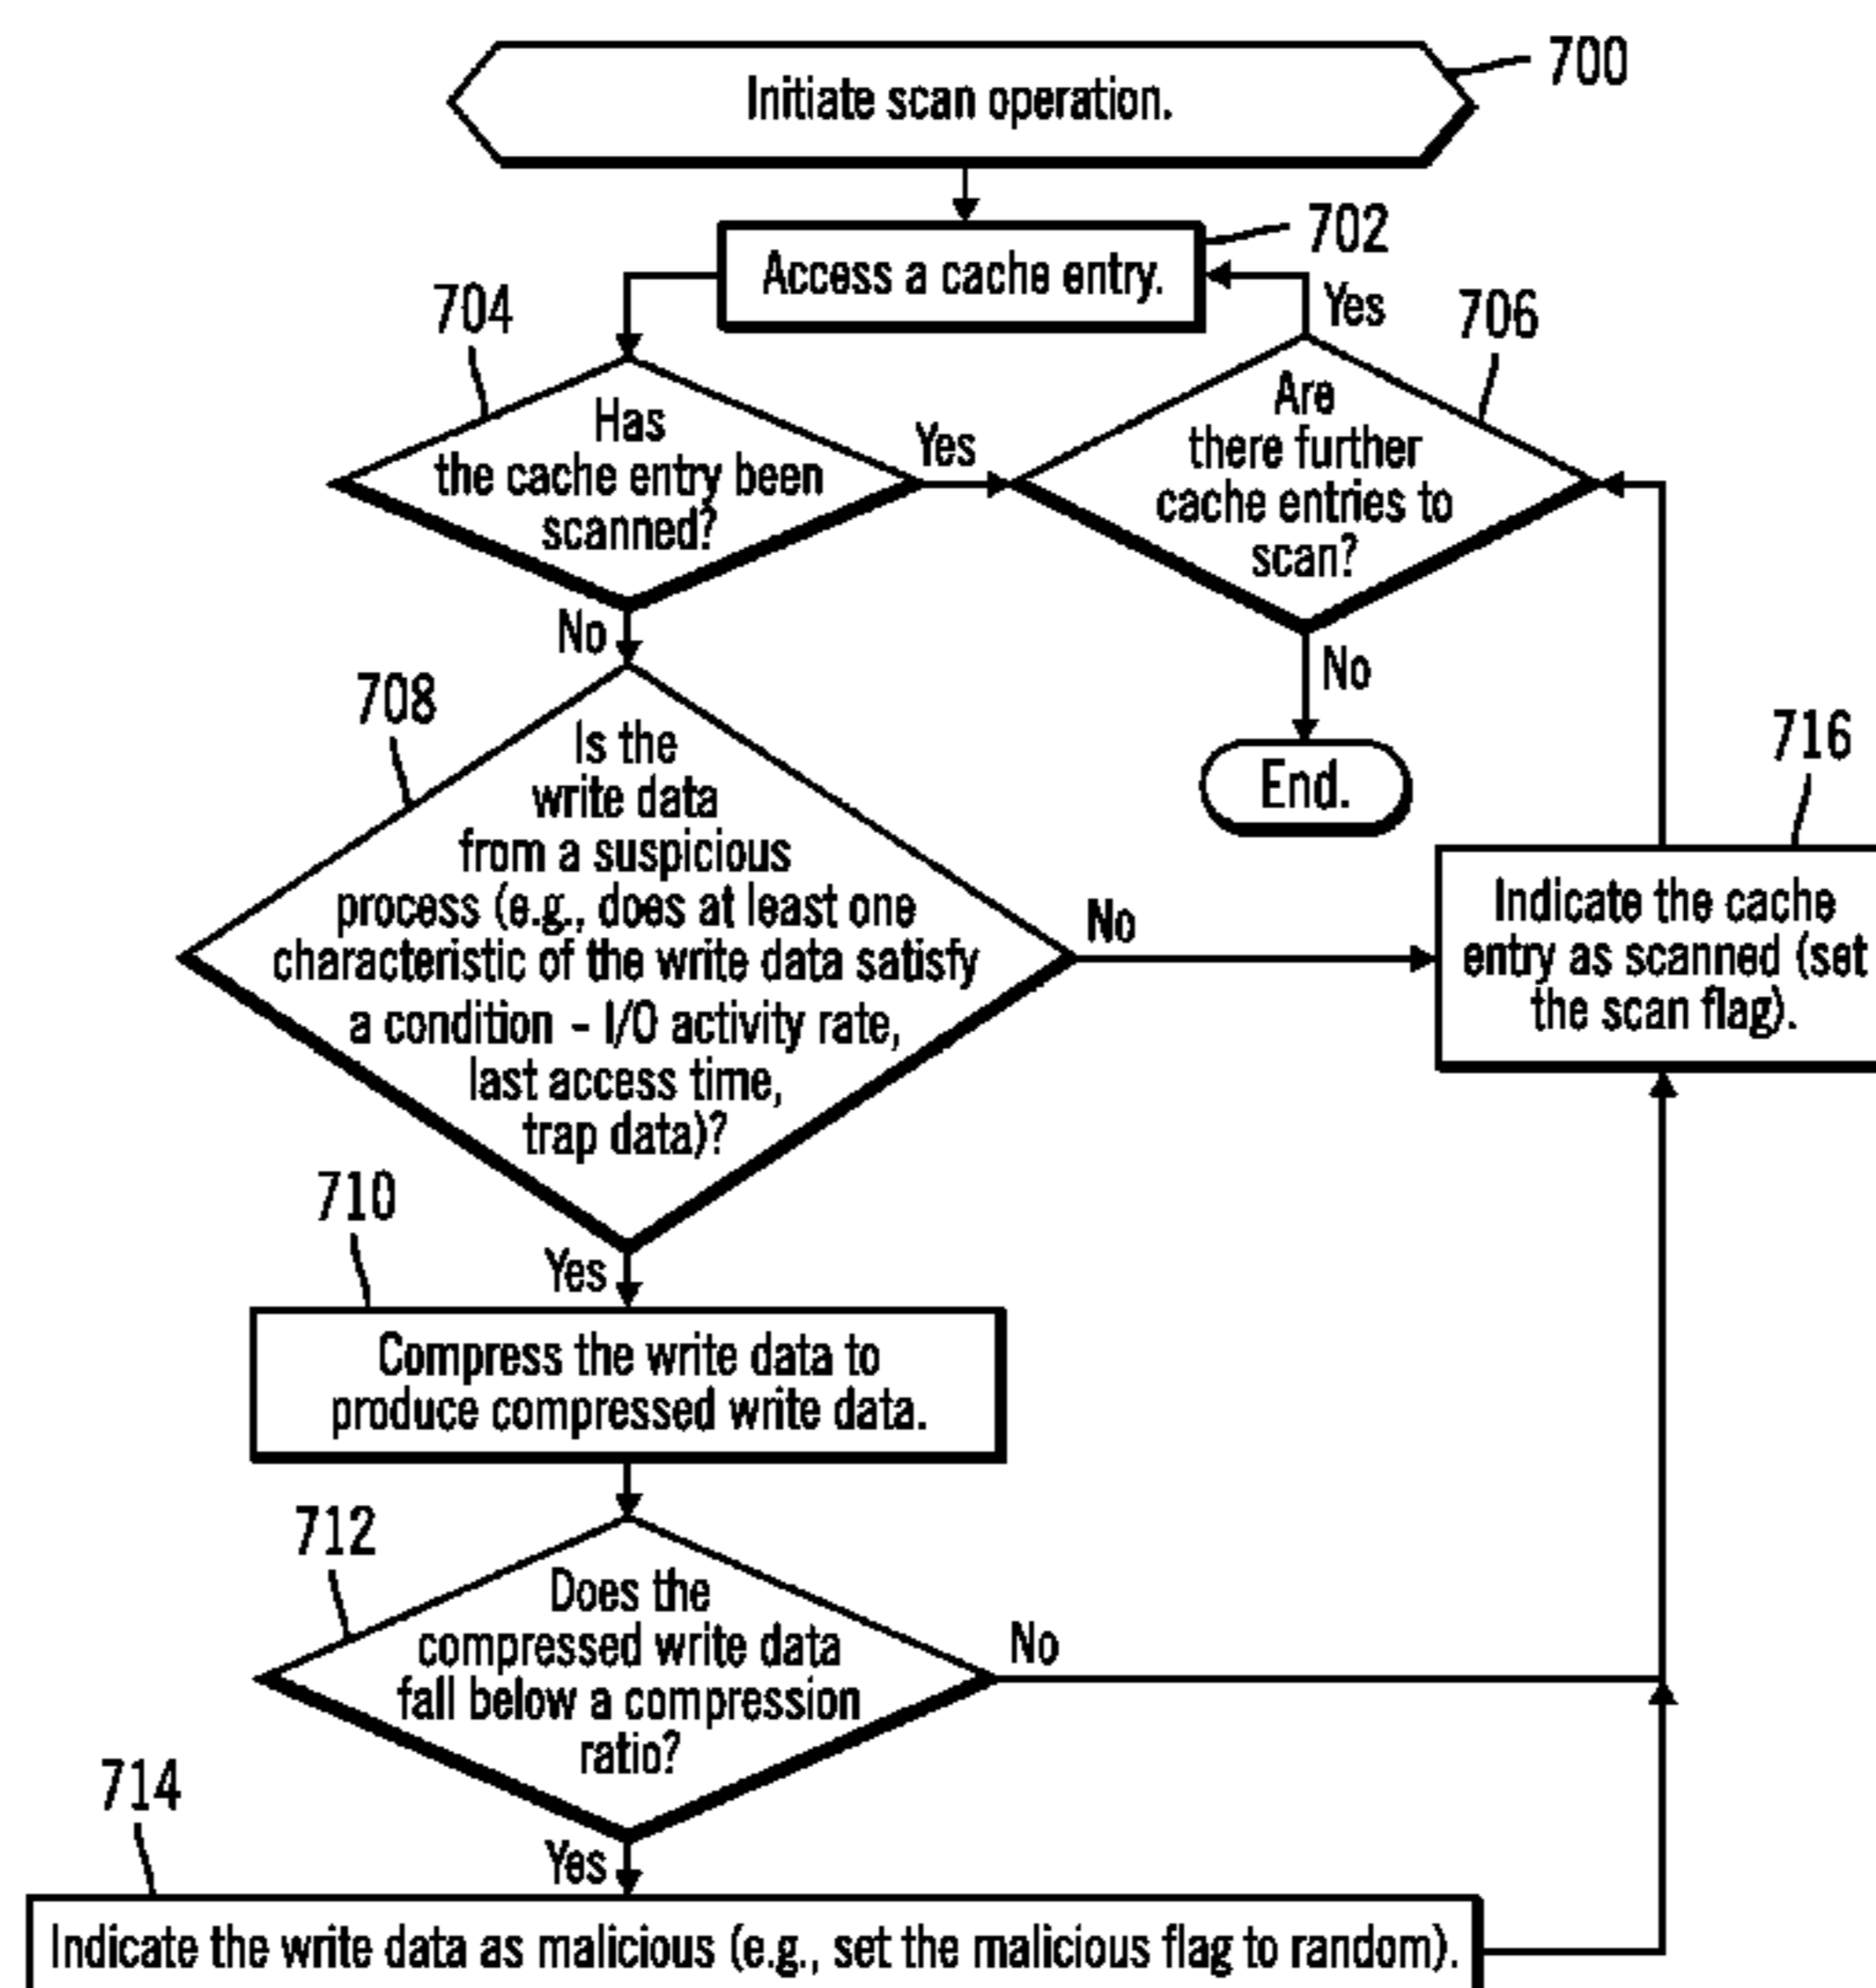 700
Initiate scan operation.
702
Access a cache entry.
704
Yes
706
Has
the cache entry been
scanned?
Yes
Are
there further
cache entries to
scan?
No
No
End.
708
Is the
write data
from a suspicious
process (e.g., does at least one
characteristic of the write data satisfy
a condition – I/O activity rate,
last access time,
trap data)?
No
716
Indicate the cache
entry as scanned (set
the scan flag).
Yes
710
Compress the write data to
produce compressed write data.
712
Does the
compressed write data
fall below a compression
ratio?
No
Yes
714
Indicate the write data as malicious (e.g., set the malicious flag to random).